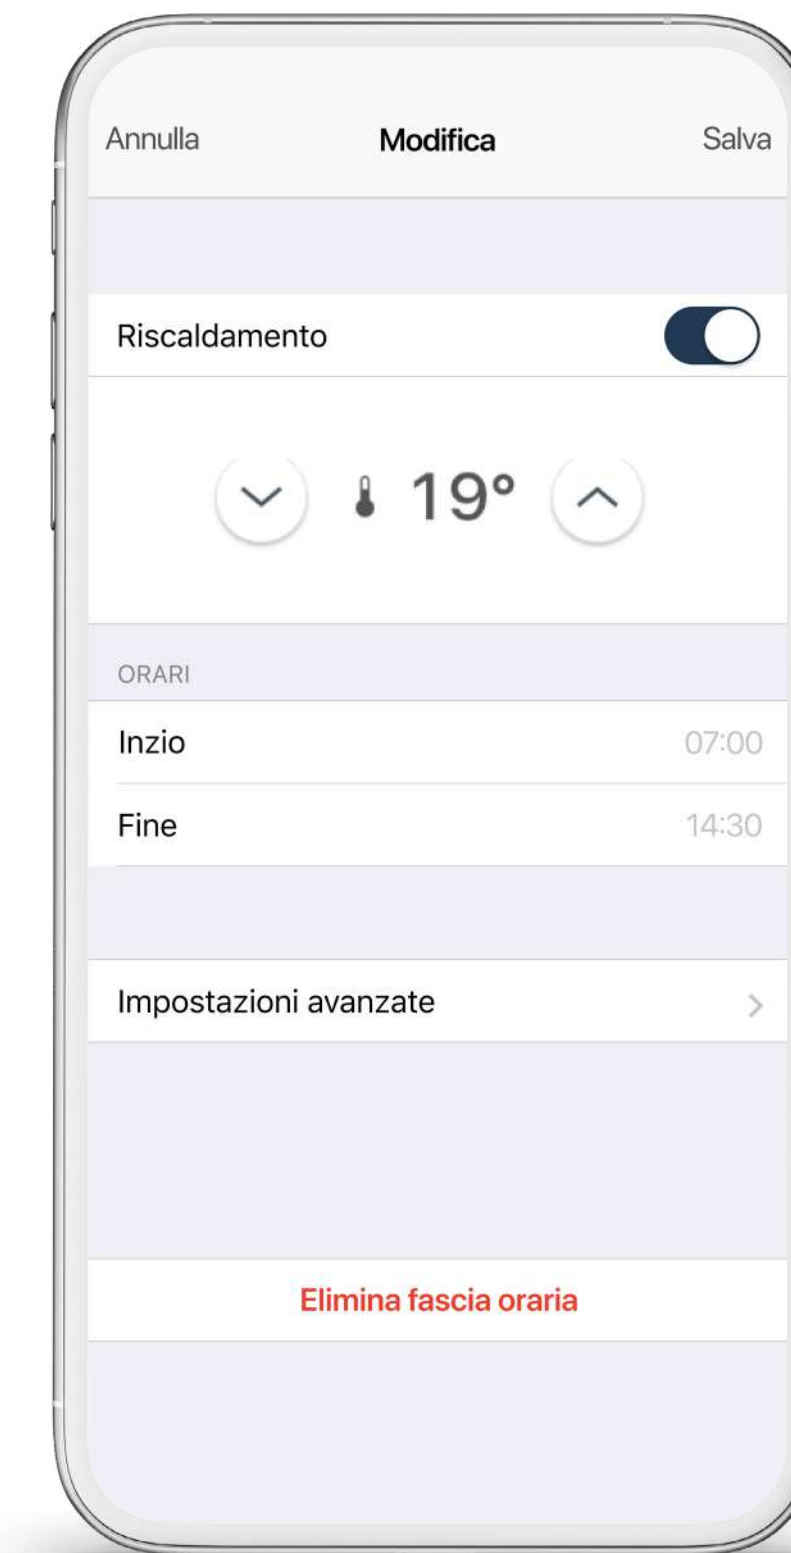 Annulla Modifica Salva
Riscaldamento
19°
ORARI
Inzio 07:00
Fine 14:30
Impostazioni avanzate
Elimina fascia oraria